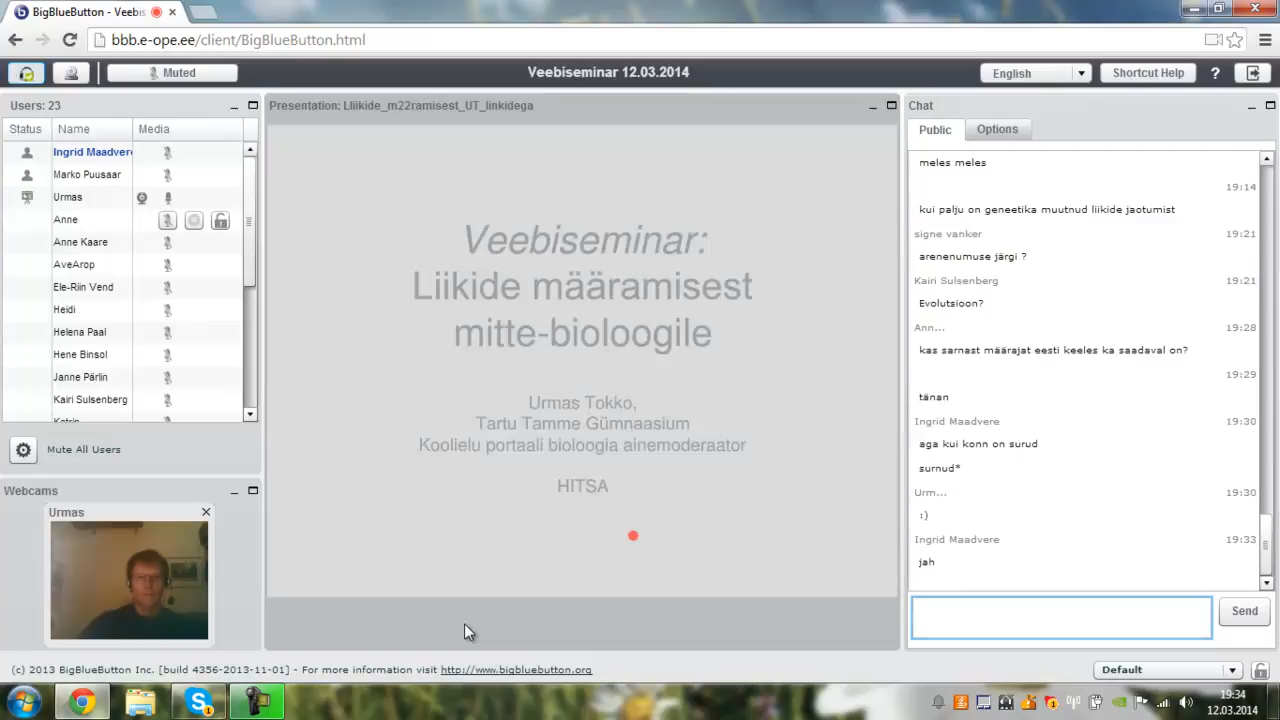 BigBlueButton - Veebis
bbb.e-ope.ee/client/BigBlueButton.html
Muted
Veebiseminar 12.03.2014
English
Shortcut Help
?
Users: 23
Status Name Media
Ingrid Maadver
Marko Puusaar
Urmas
Anne
Anne Kaare
AveArop
Ele-Riin Vend
Heidi
Helena Paal
Hene Binsol
Janne Pärlin
Kairi Sulsenberg
Mute All Users
Webcams
Urmas
Presentation: Lliikide_m22ramisest_UT_linkidega
Veebiseminar:
Liikide määramisest
mitte-bioloogile
Urmas Tokko,
Tartu Tamme Gümnaasium
Koolielu portaali bioloogia ainemoderaator
HITSA
Chat
Public Options
meles meles
19:14
kui palju on geneetika muutnud liikide jaotumist
signe vanker 19:21
arenenumuse järgi ?
Kairi Sulsenberg 19:21
Evolutsioon?
Ann... 19:28
kas sarnast määrajat eesti keeles ka saadaval on?
19:29
tänan
Ingrid Maadvere 19:30
aga kui konn on surud
surnud*
Urm... 19:30
:}
Ingrid Maadvere 19:33
jah
Send
(c) 2013 BigBlueButton Inc. [build 4356-2013-11-01] - For more information visit http://www.bigbluebutton.org
Default
19:34
12.03.2014